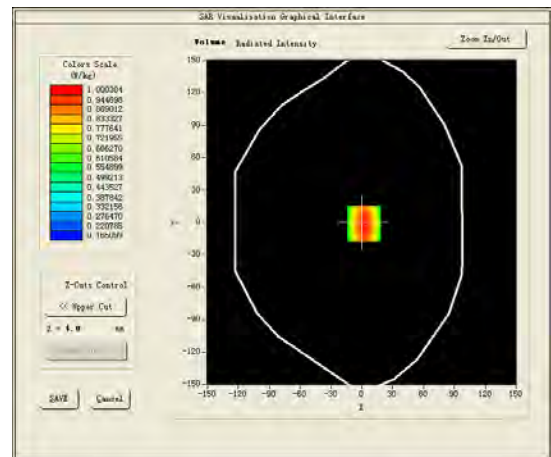 SAR Visualisation Graphical Interface
Volume Radiated Intensity
Zoom In/Out
Colors Scale
(W/kg)
1.000304
0.944698
0.889012
0.833327
0.777641
0.721955
0.666270
0.610584
0.554899
0.499213
0.443527
0.387842
0.332156
0.276470
0.220785
0.165099
150
120
90
60
30
0
-30
-60
-90
-120
-150
Y
-150 -120 -90 -60 -30 0 30 60 90 120 150
X
Z-Cuts Control
<< Upper Cut
Z = 4.0 mm
SAVE
Cancel